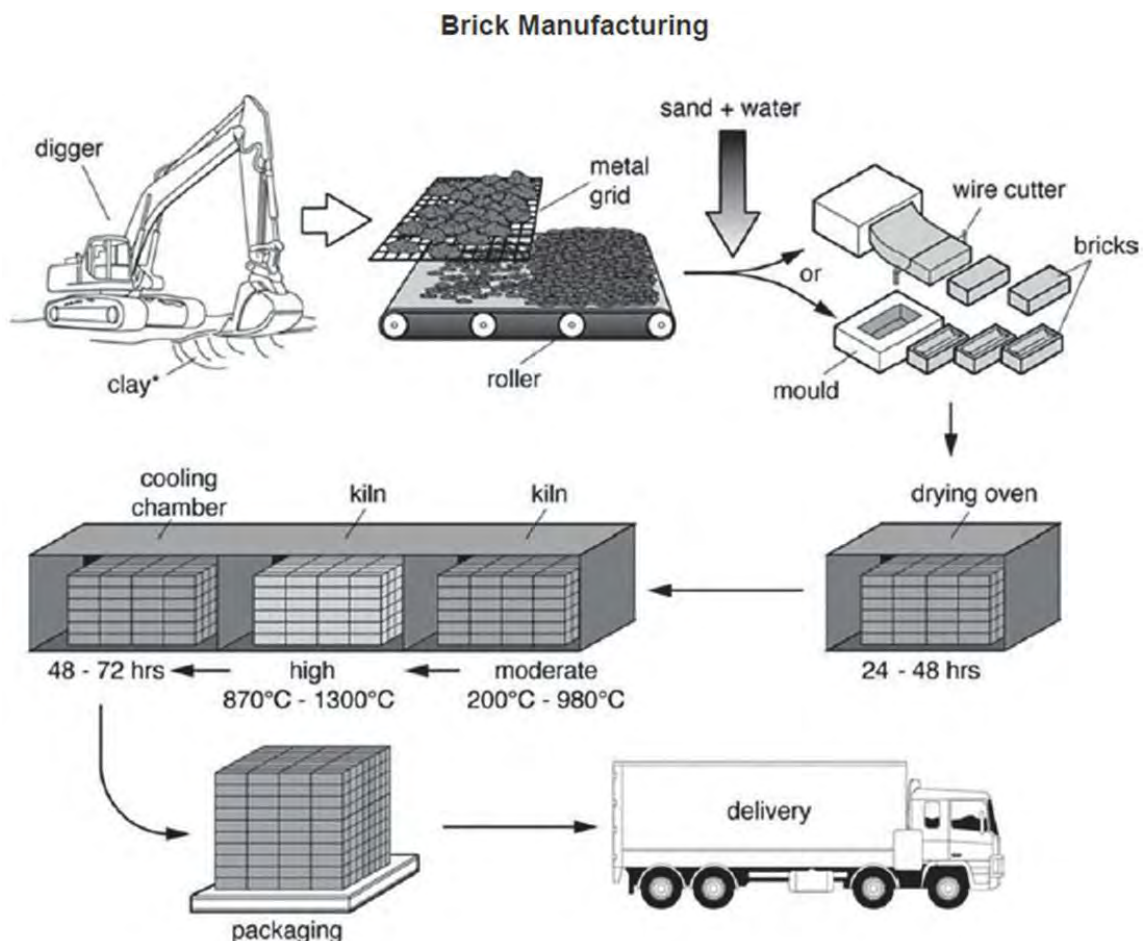 Brick Manufacturing
digger
clay*
metal
grid
roller
sand + water
or
wire cutter
bricks
mould
drying oven
24 - 48 hrs
kiln
moderate
200°C - 980°C
kiln
high
870°C - 1300°C
cooling
chamber
48 - 72 hrs
packaging
delivery